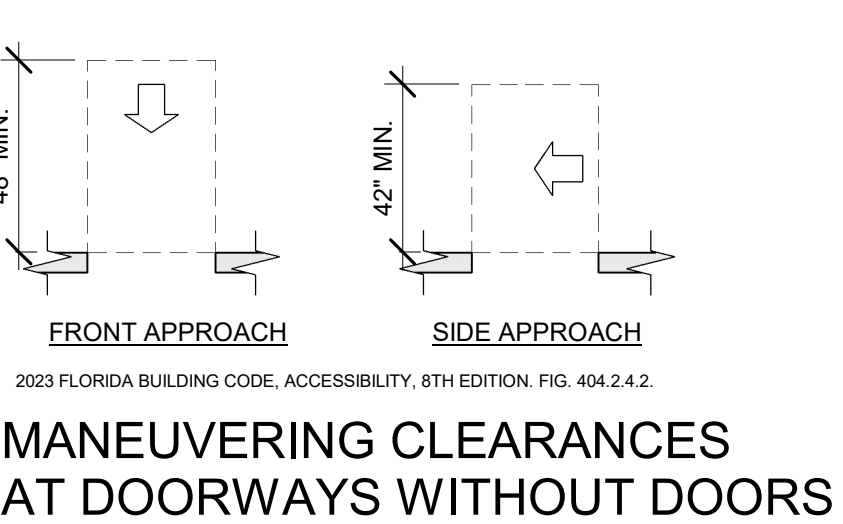 48" MIN.
42" MIN.
FRONT APPROACH
SIDE APPROACH
2023 FLORIDA BUILDING CODE, ACCESSIBILITY, 8TH EDITION. FIG. 404.2.4.2.
MANEUVERING CLEARANCES
AT DOORWAYS WITHOUT DOORS